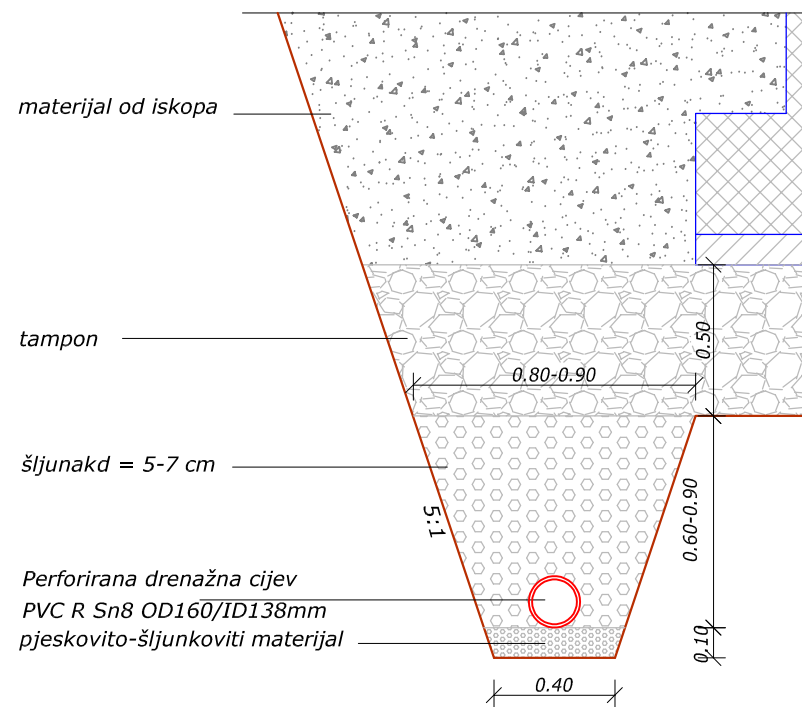 materijal od iskopa
tampon
0.50
0.80-0.90
šljunakd = 5-7 cm
5:1
0.60-0.90
Perforirana drenažna cijev
PVC R Sn8 OD160/ID138mm
pjeskovito-šljunkoviti materijal
0.10
0.40